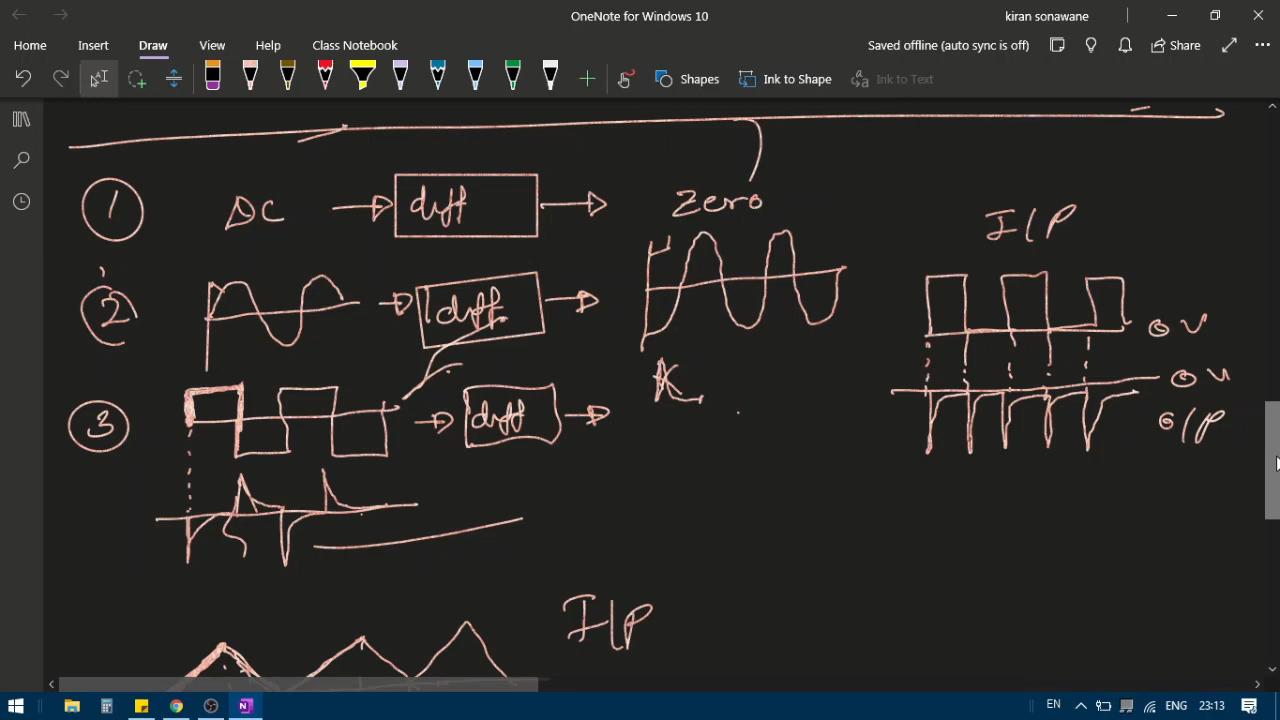 OneNote for Windows 10
kiran sonawane
Home Insert Draw View Help Class Notebook
Saved offline (auto sync is off) Share
Shapes Ink to Shape Ink to Text
1 DC diff zero
I/P
2 diff
0 V
K
0 V
3 diff
O/P
I/P
EN ENG 23:13